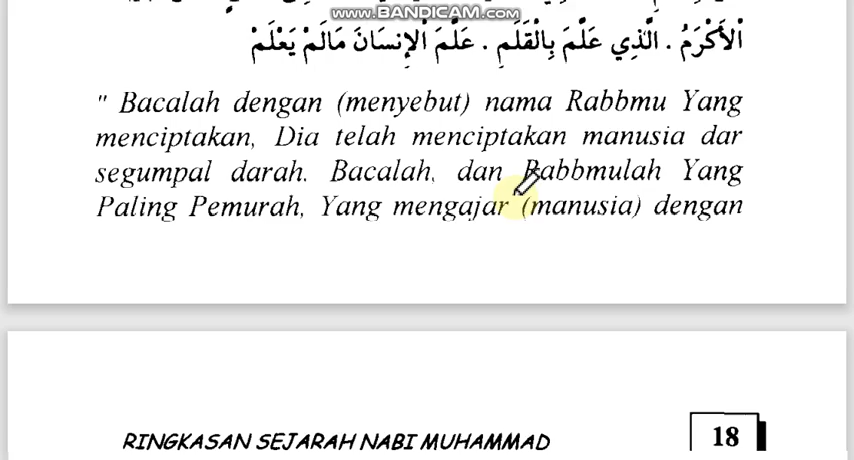 www.BANDICAM.com
الْأَكْرَمُ . الَّذِي عَلَّمَ بِالْقَلَمِ . عَلَّمَ الْإِنسَانَ مَالَمْ يَعْلَمْ
" Bacalah dengan (menyebut) nama Rabbmu Yang
menciptakan, Dia telah menciptakan manusia dar
segumpal darah. Bacalah, dan Rabbmulah Yang
Paling Pemurah, Yang mengajar (manusia) dengan
RINGKASAN SEJARAH NABI MUHAMMAD 18